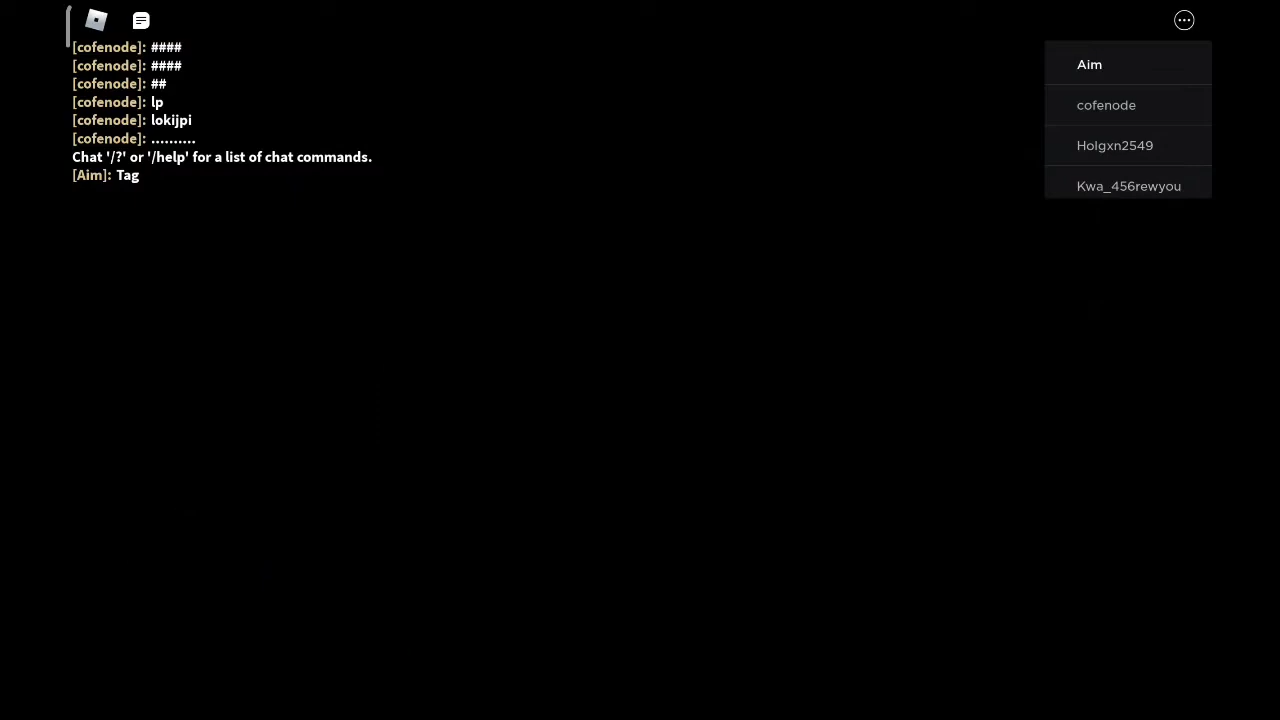 [cofenode]: ####
[cofenode]: ####
[cofenode]: ##
[cofenode]: lp
[cofenode]: lokijpi
[cofenode]: ..........
Chat '/?' or '/help' for a list of chat commands.
[Aim]: Tag
Aim
cofenode
Holgxn2549
Kwa_456rewyou